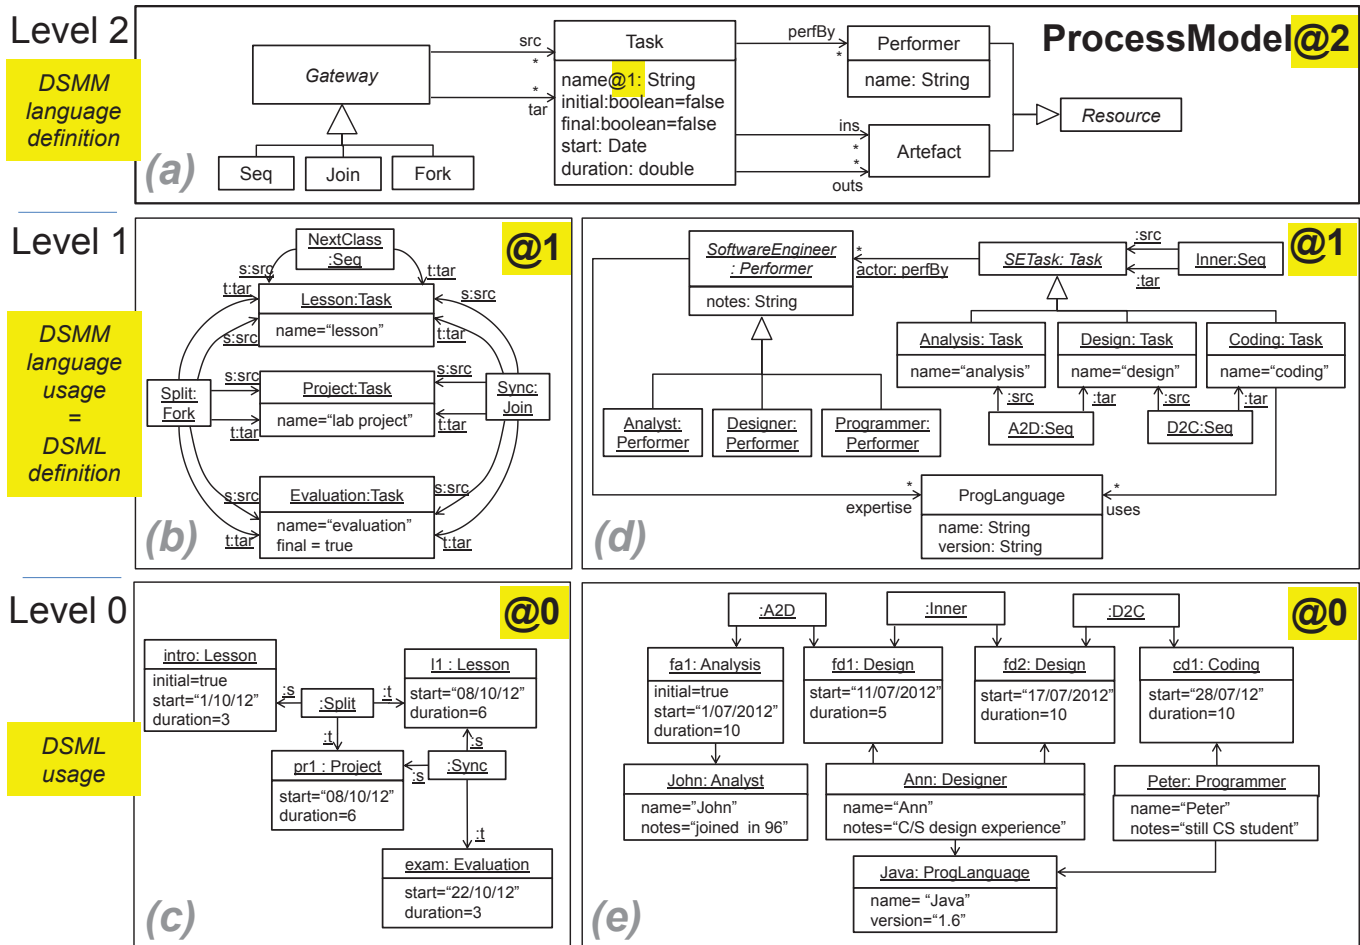 Level 2
DSMM
language
definition
ProcessModel@2
Gateway
src
*
*
tar
Seq
Join
Fork
Task
name@1: String
initial:boolean=false
final:boolean=false
start: Date
duration: double
perfBy
*
ins
*
*
outs
Performer
name: String
Artefact
Resource
(a)
Level 1
DSMM
language
usage
=
DSML
definition
@1
NextClass
:Seq
s:src
t:tar
t:tar
s:src
Lesson:Task
name="lesson"
s:src
t:tar
Split:
Fork
s:src
t:tar
Project:Task
name="lab project"
s:src
t:tar
Sync:
Join
s:src
t:tar
Evaluation:Task
name="evaluation"
final = true
s:src
t:tar
(b)
@1
SoftwareEngineer
: Performer
notes: String
*
actor: perfBy
SETask: Task
:src
:tar
Inner:Seq
Analysis: Task
name="analysis"
Design: Task
name="design"
Coding: Task
name="coding"
:src
:tar
:src
:tar
A2D:Seq
D2C:Seq
Analyst:
Performer
Designer:
Performer
Programmer:
Performer
*
expertise
ProgLanguage
name: String
version: String
*
uses
(d)
Level 0
DSML
usage
@0
intro: Lesson
initial=true
start="1/10/12"
duration=3
:s
:Split
:t
:t
l1 : Lesson
start="08/10/12"
duration=6
:s
pr1 : Project
start="08/10/12"
duration=6
:s
:Sync
:t
exam: Evaluation
start="22/10/12"
duration=3
(c)
@0
:A2D
:Inner
:D2C
fa1: Analysis
initial=true
start="1/07/2012"
duration=10
fd1: Design
start="11/07/2012"
duration=5
fd2: Design
start="17/07/2012"
duration=10
cd1: Coding
start="28/07/12"
duration=10
John: Analyst
name="John"
notes="joined in 96"
Ann: Designer
name="Ann"
notes="C/S design experience"
Peter: Programmer
name="Peter"
notes="still CS student"
Java: ProgLanguage
name= "Java"
version="1.6"
(e)